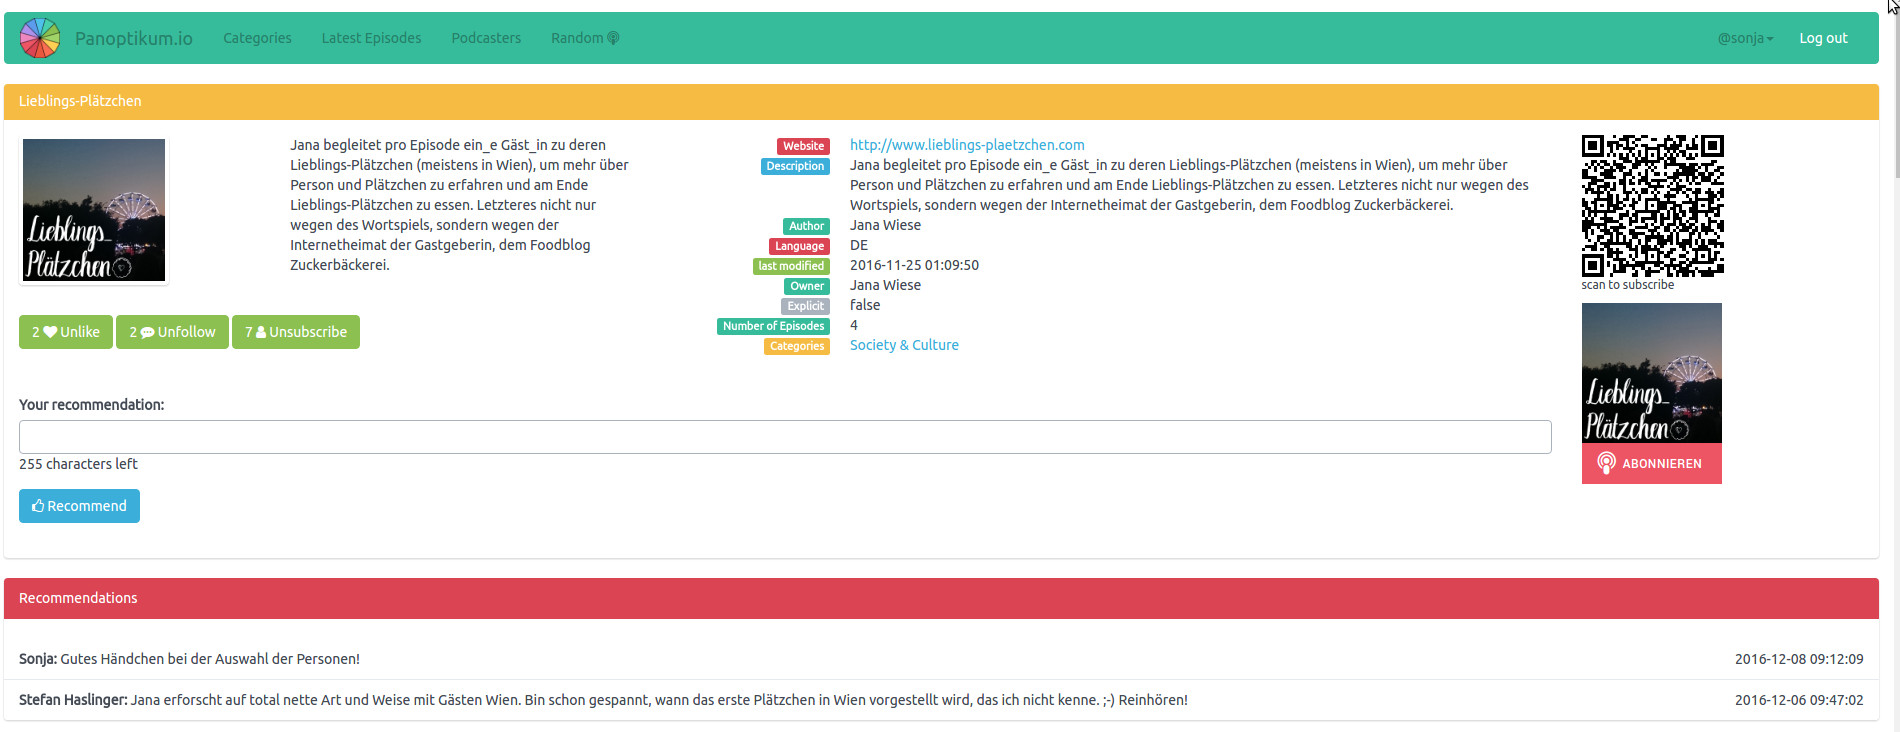 Panoptikum.io Categories Latest Episodes Podcasters Random @sonja Log out
Lieblings-Plätzchen
Lieblings_
Plätzchen
Jana begleitet pro Episode ein_e Gäst_in zu deren
Lieblings-Plätzchen (meistens in Wien), um mehr über
Person und Plätzchen zu erfahren und am Ende
Lieblings-Plätzchen zu essen. Letzteres nicht nur
wegen des Wortspiels, sondern wegen der
Internetheimat der Gastgeberin, dem Foodblog
Zuckerbäckerei.
2 Unlike 2 Unfollow 7 Unsubscribe
Website http://www.lieblings-plaetzchen.com
Description Jana begleitet pro Episode ein_e Gäst_in zu deren Lieblings-Plätzchen (meistens in Wien), um mehr über
Person und Plätzchen zu erfahren und am Ende Lieblings-Plätzchen zu essen. Letzteres nicht nur wegen des
Wortspiels, sondern wegen der Internetheimat der Gastgeberin, dem Foodblog Zuckerbäckerei.
Author Jana Wiese
Language DE
last modified 2016-11-25 01:09:50
Owner Jana Wiese
Explicit false
Number of Episodes 4
Categories Society & Culture
scan to subscribe
Lieblings_
Plätzchen
ABONNIEREN
Your recommendation:
255 characters left
Recommend
Recommendations
Sonja: Gutes Händchen bei der Auswahl der Personen! 2016-12-08 09:12:09
Stefan Haslinger: Jana erforscht auf total nette Art und Weise mit Gästen Wien. Bin schon gespannt, wann das erste Plätzchen in Wien vorgestellt wird, das ich nicht kenne. ;-) Reinhören! 2016-12-06 09:47:02